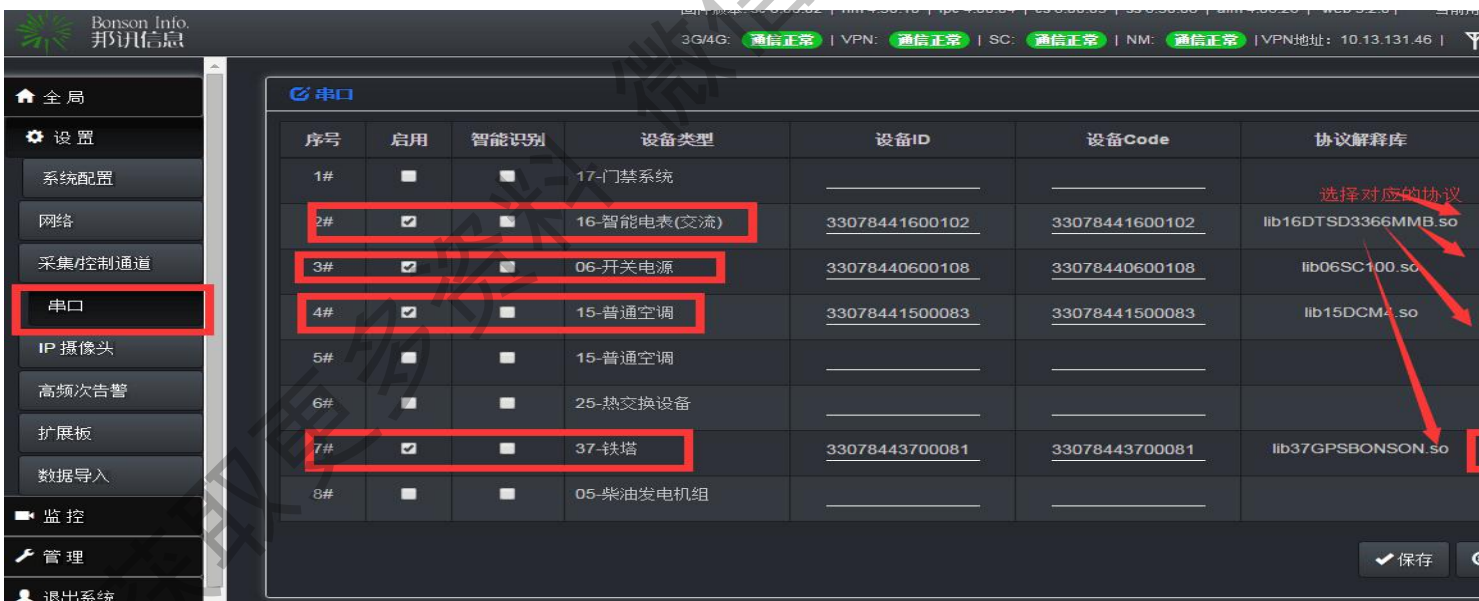 Bonson Info.
邦讯信息
3G/4G: 通信正常 | VPN: 通信正常 | SC: 通信正常 | NM: 通信正常 |VPN地址: 10.13.131.46 |
全局
设置
系统配置
网络
采集/控制通道
串口
IP 摄像头
高频次告警
扩展板
数据导入
监控
管理
退出系统
串口
序号 启用 智能识别 设备类型 设备ID 设备Code 协议解释库
1# 17-门禁系统
选择对应的协议
2# 16-智能电表(交流) 33078441600102 33078441600102 lib16DTSD3366MMB.so
3# 06-开关电源 33078440600108 33078440600108 lib06SC100.so
4# 15-普通空调 33078441500083 33078441500083 lib15DCM4.so
5# 15-普通空调
6# 25-热交换设备
7# 37-铁塔 33078443700081 33078443700081 lib37GPSBONSON.so
8# 05-柴油发电机组
保存
获取更多资料 微信